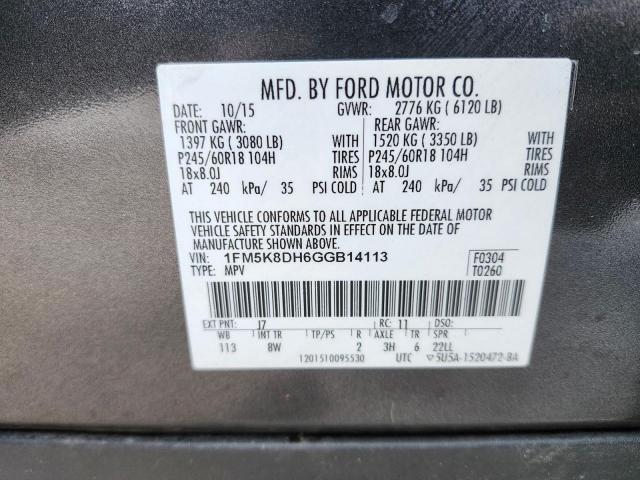 MFD. BY FORD MOTOR CO.
DATE: 10/15 GVWR: 2776 KG ( 6120 LB)
FRONT GAWR: REAR GAWR:
1397 KG ( 3080 LB) WITH 1520 KG ( 3350 LB) WITH
P245/60R18 104H TIRES P245/60R18 104H TIRES
18x8.0J RIMS 18x8.0J RIMS
AT 240 kPa/ 35 PSI COLD AT 240 kPa/ 35 PSI COLD
THIS VEHICLE CONFORMS TO ALL APPLICABLE FEDERAL MOTOR
VEHICLE SAFETY STANDARDS IN EFFECT ON THE DATE OF
MANUFACTURE SHOWN ABOVE.
VIN: 1FM5K8DH6GGB14113 F0304
TYPE: MPV T0260
EXT PNT: J7 RC: 11 DSO:
WB INT TR TP/PS R AXLE TR SPR
113 8W 2 3H 6 22LL
1201510095530 UTC ▽5U5A-1520472-BA